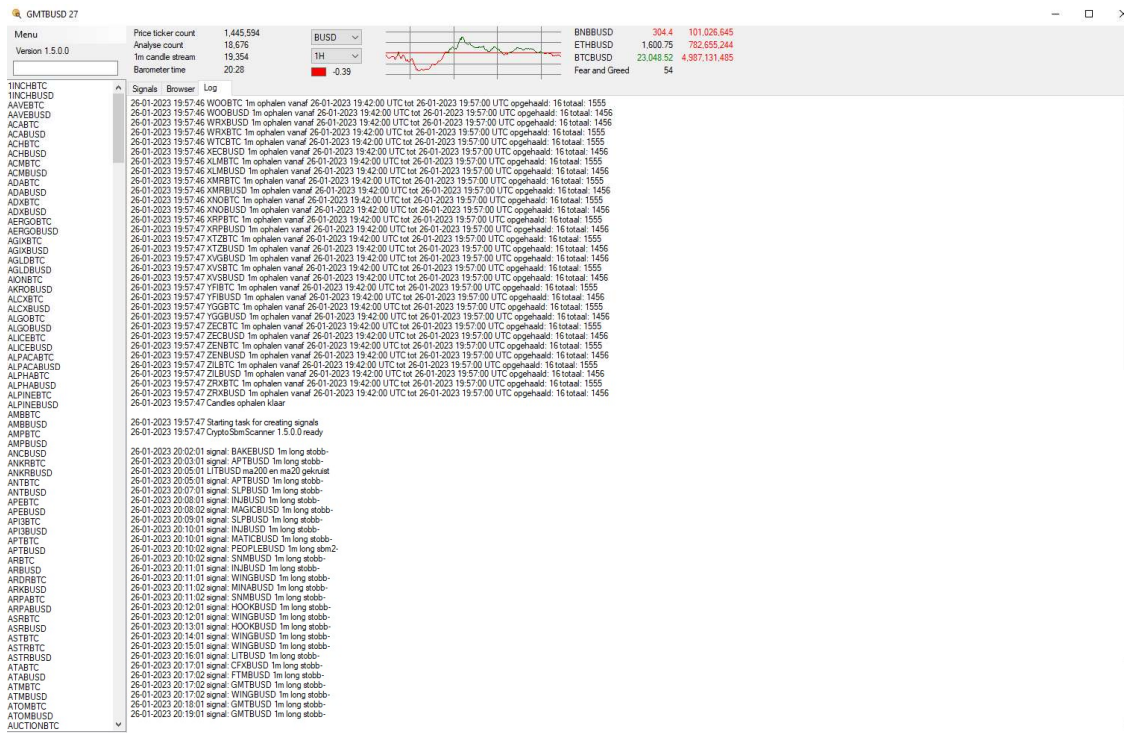 GMTBUSD 27
Menu
Version 1.5.0.0
Price ticker count 1,445,594
Analyse count 18,676
1m candle stream 19,354
Barometer time 20:28
BUSD
1H
-0.39
BNBBUSD 304.4 101,026,645
ETHBUSD 1,600.75 782,655,244
BTCBUSD 23,048.52 4,987,131,485
Fear and Greed 54
1INCHBTC
1INCHBUSD
AAVEBTC
AAVEBUSD
ACABTC
ACABUSD
ACHBTC
ACHBUSD
ACMBTC
ACMBUSD
ADABTC
ADABUSD
ADXBTC
ADXBUSD
AERGOBTC
AERGOBUSD
AGIXBTC
AGIXBUSD
AGLDBTC
AGLDBUSD
AIONBTC
AKROBUSD
ALCXBTC
ALCXBUSD
ALGOBTC
ALGOBUSD
ALICEBTC
ALICEBUSD
ALPACABTC
ALPACABUSD
ALPHABTC
ALPHABUSD
ALPINEBTC
ALPINEBUSD
AMBBTC
AMBBUSD
AMPBTC
AMPBUSD
ANCBUSD
ANKRBTC
ANKRBUSD
ANTBTC
ANTBUSD
APEBTC
APEBUSD
API3BTC
API3BUSD
APTBTC
APTBUSD
ARBTC
ARBUSD
ARDRBTC
ARKBUSD
ARPABTC
ARPABUSD
ASRBTC
ASRBUSD
ASTBTC
ASTRBTC
ASTRBUSD
ATABTC
ATABUSD
ATMBTC
ATMBUSD
ATOMBTC
ATOMBUSD
AUCTIONBTC
Signals Browser Log
26-01-2023 19:57:46 WOOBTC 1m ophalen vanaf 26-01-2023 19:42:00 UTC tot 26-01-2023 19:57:00 UTC opgehaald: 16 totaal: 1555
26-01-2023 19:57:46 WOOBUSD 1m ophalen vanaf 26-01-2023 19:42:00 UTC tot 26-01-2023 19:57:00 UTC opgehaald: 16 totaal: 1456
26-01-2023 19:57:46 WRXBUSD 1m ophalen vanaf 26-01-2023 19:42:00 UTC tot 26-01-2023 19:57:00 UTC opgehaald: 16 totaal: 1456
26-01-2023 19:57:46 WRXBTC 1m ophalen vanaf 26-01-2023 19:42:00 UTC tot 26-01-2023 19:57:00 UTC opgehaald: 16 totaal: 1555
26-01-2023 19:57:46 WTCBTC 1m ophalen vanaf 26-01-2023 19:42:00 UTC tot 26-01-2023 19:57:00 UTC opgehaald: 16 totaal: 1555
26-01-2023 19:57:46 XECBUSD 1m ophalen vanaf 26-01-2023 19:42:00 UTC tot 26-01-2023 19:57:00 UTC opgehaald: 16 totaal: 1456
26-01-2023 19:57:46 XLMBTC 1m ophalen vanaf 26-01-2023 19:42:00 UTC tot 26-01-2023 19:57:00 UTC opgehaald: 16 totaal: 1555
26-01-2023 19:57:46 XLMBUSD 1m ophalen vanaf 26-01-2023 19:42:00 UTC tot 26-01-2023 19:57:00 UTC opgehaald: 16 totaal: 1456
26-01-2023 19:57:46 XMRBTC 1m ophalen vanaf 26-01-2023 19:42:00 UTC tot 26-01-2023 19:57:00 UTC opgehaald: 16 totaal: 1555
26-01-2023 19:57:46 XMRBUSD 1m ophalen vanaf 26-01-2023 19:42:00 UTC tot 26-01-2023 19:57:00 UTC opgehaald: 16 totaal: 1456
26-01-2023 19:57:46 XNOBTC 1m ophalen vanaf 26-01-2023 19:42:00 UTC tot 26-01-2023 19:57:00 UTC opgehaald: 16 totaal: 1555
26-01-2023 19:57:46 XNOBUSD 1m ophalen vanaf 26-01-2023 19:42:00 UTC tot 26-01-2023 19:57:00 UTC opgehaald: 16 totaal: 1456
26-01-2023 19:57:46 XRPBTC 1m ophalen vanaf 26-01-2023 19:42:00 UTC tot 26-01-2023 19:57:00 UTC opgehaald: 16 totaal: 1555
26-01-2023 19:57:47 XRPBUSD 1m ophalen vanaf 26-01-2023 19:42:00 UTC tot 26-01-2023 19:57:00 UTC opgehaald: 16 totaal: 1456
26-01-2023 19:57:47 XTZBTC 1m ophalen vanaf 26-01-2023 19:42:00 UTC tot 26-01-2023 19:57:00 UTC opgehaald: 16 totaal: 1555
26-01-2023 19:57:47 XTZBUSD 1m ophalen vanaf 26-01-2023 19:42:00 UTC tot 26-01-2023 19:57:00 UTC opgehaald: 16 totaal: 1456
26-01-2023 19:57:47 XVGBUSD 1m ophalen vanaf 26-01-2023 19:42:00 UTC tot 26-01-2023 19:57:00 UTC opgehaald: 16 totaal: 1456
26-01-2023 19:57:47 XVSBTC 1m ophalen vanaf 26-01-2023 19:42:00 UTC tot 26-01-2023 19:57:00 UTC opgehaald: 16 totaal: 1555
26-01-2023 19:57:47 XVSBUSD 1m ophalen vanaf 26-01-2023 19:42:00 UTC tot 26-01-2023 19:57:00 UTC opgehaald: 16 totaal: 1456
26-01-2023 19:57:47 YFIBTC 1m ophalen vanaf 26-01-2023 19:42:00 UTC tot 26-01-2023 19:57:00 UTC opgehaald: 16 totaal: 1555
26-01-2023 19:57:47 YFIBUSD 1m ophalen vanaf 26-01-2023 19:42:00 UTC tot 26-01-2023 19:57:00 UTC opgehaald: 16 totaal: 1456
26-01-2023 19:57:47 YGGBTC 1m ophalen vanaf 26-01-2023 19:42:00 UTC tot 26-01-2023 19:57:00 UTC opgehaald: 16 totaal: 1555
26-01-2023 19:57:47 YGGBUSD 1m ophalen vanaf 26-01-2023 19:42:00 UTC tot 26-01-2023 19:57:00 UTC opgehaald: 16 totaal: 1456
26-01-2023 19:57:47 ZECBTC 1m ophalen vanaf 26-01-2023 19:42:00 UTC tot 26-01-2023 19:57:00 UTC opgehaald: 16 totaal: 1555
26-01-2023 19:57:47 ZECBUSD 1m ophalen vanaf 26-01-2023 19:42:00 UTC tot 26-01-2023 19:57:00 UTC opgehaald: 16 totaal: 1456
26-01-2023 19:57:47 ZENBTC 1m ophalen vanaf 26-01-2023 19:42:00 UTC tot 26-01-2023 19:57:00 UTC opgehaald: 16 totaal: 1555
26-01-2023 19:57:47 ZENBUSD 1m ophalen vanaf 26-01-2023 19:42:00 UTC tot 26-01-2023 19:57:00 UTC opgehaald: 16 totaal: 1456
26-01-2023 19:57:47 ZILBTC 1m ophalen vanaf 26-01-2023 19:42:00 UTC tot 26-01-2023 19:57:00 UTC opgehaald: 16 totaal: 1555
26-01-2023 19:57:47 ZILBUSD 1m ophalen vanaf 26-01-2023 19:42:00 UTC tot 26-01-2023 19:57:00 UTC opgehaald: 16 totaal: 1456
26-01-2023 19:57:47 ZRXBTC 1m ophalen vanaf 26-01-2023 19:42:00 UTC tot 26-01-2023 19:57:00 UTC opgehaald: 16 totaal: 1555
26-01-2023 19:57:47 ZRXBUSD 1m ophalen vanaf 26-01-2023 19:42:00 UTC tot 26-01-2023 19:57:00 UTC opgehaald: 16 totaal: 1456
26-01-2023 19:57:47 Candles ophalen klaar
26-01-2023 19:57:47 Starting task for creating signals
26-01-2023 19:57:47 CryptoSbmScanner 1.5.0.0 ready
26-01-2023 20:02:01 signal: BAKEBUSD 1m long stobb-
26-01-2023 20:03:01 signal: APTBUSD 1m long stobb-
26-01-2023 20:05:01 LITBUSD ma200 en ma20 gekruist
26-01-2023 20:05:01 signal: APTBUSD 1m long stobb-
26-01-2023 20:07:01 signal: SLPBUSD 1m long stobb-
26-01-2023 20:08:01 signal: INJBUSD 1m long stobb-
26-01-2023 20:08:02 signal: MAGICBUSD 1m long stobb-
26-01-2023 20:09:01 signal: SLPBUSD 1m long stobb-
26-01-2023 20:10:01 signal: INJBUSD 1m long stobb-
26-01-2023 20:10:01 signal: MATICBUSD 1m long stobb-
26-01-2023 20:10:02 signal: PEOPLEBUSD 1m long sbm2-
26-01-2023 20:10:02 signal: SNMBUSD 1m long stobb-
26-01-2023 20:11:01 signal: INJBUSD 1m long stobb-
26-01-2023 20:11:01 signal: WINGBUSD 1m long stobb-
26-01-2023 20:11:02 signal: MINABUSD 1m long stobb-
26-01-2023 20:11:02 signal: SNMBUSD 1m long stobb-
26-01-2023 20:12:01 signal: HOOKBUSD 1m long stobb-
26-01-2023 20:12:01 signal: WINGBUSD 1m long stobb-
26-01-2023 20:13:01 signal: HOOKBUSD 1m long stobb-
26-01-2023 20:14:01 signal: WINGBUSD 1m long stobb-
26-01-2023 20:15:01 signal: WINGBUSD 1m long stobb-
26-01-2023 20:16:01 signal: LITBUSD 1m long stobb-
26-01-2023 20:17:01 signal: CFXBUSD 1m long stobb-
26-01-2023 20:17:02 signal: FTMBUSD 1m long stobb-
26-01-2023 20:17:02 signal: GMTBUSD 1m long stobb-
26-01-2023 20:17:02 signal: WINGBUSD 1m long stobb-
26-01-2023 20:18:01 signal: GMTBUSD 1m long stobb-
26-01-2023 20:19:01 signal: GMTBUSD 1m long stobb-